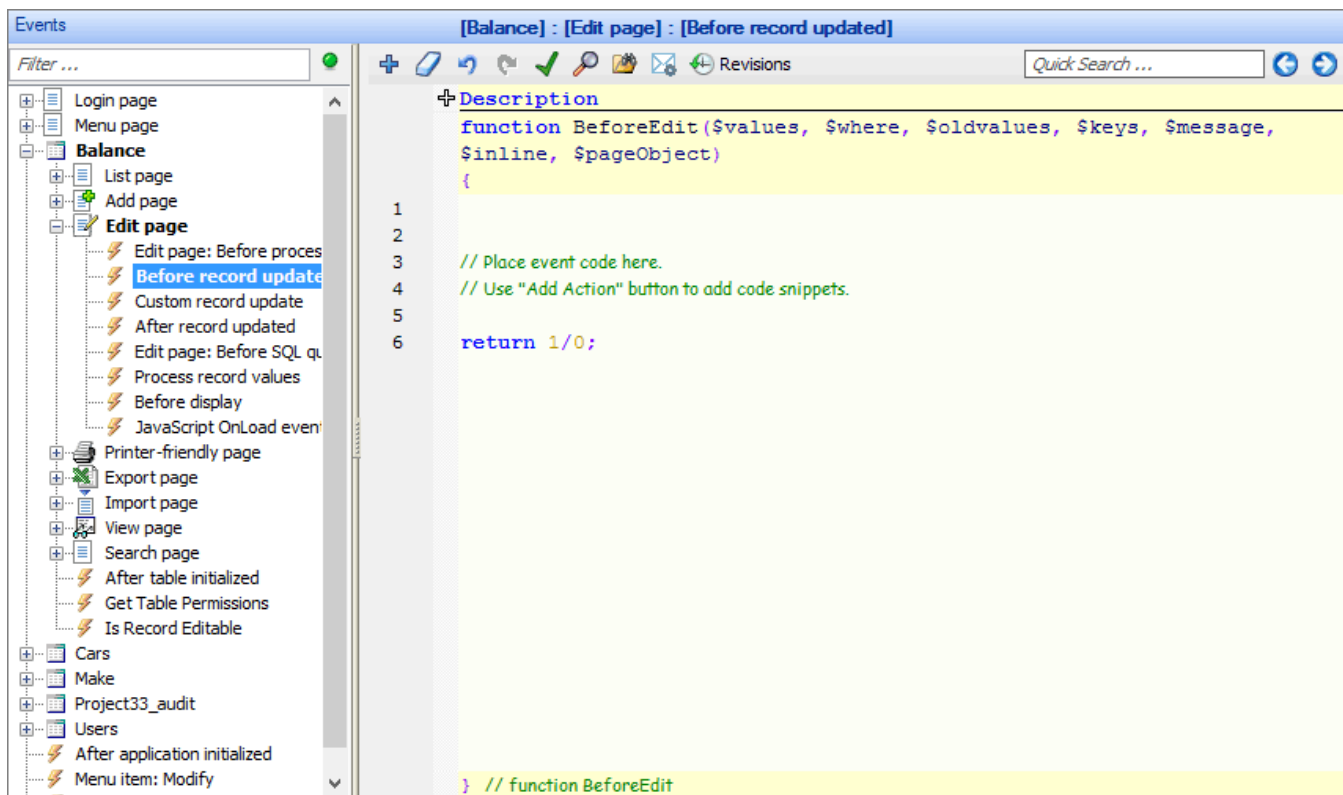 Events
[Balance] : [Edit page] : [Before record updated]
Filter ...
Revisions
Quick Search ...
Login page
Menu page
Balance
List page
Add page
Edit page
Edit page: Before proces
Before record update
Custom record update
After record updated
Edit page: Before SQL qu
Process record values
Before display
JavaScript OnLoad event
Printer-friendly page
Export page
Import page
View page
Search page
After table initialized
Get Table Permissions
Is Record Editable
Cars
Make
Project33_audit
Users
After application initialized
Menu item: Modify
Description
function BeforeEdit($values, $where, $oldvalues, $keys, $message,
$inline, $pageObject)
{
1
2
3 // Place event code here.
4 // Use "Add Action" button to add code snippets.
5
6 return 1/0;
} // function BeforeEdit